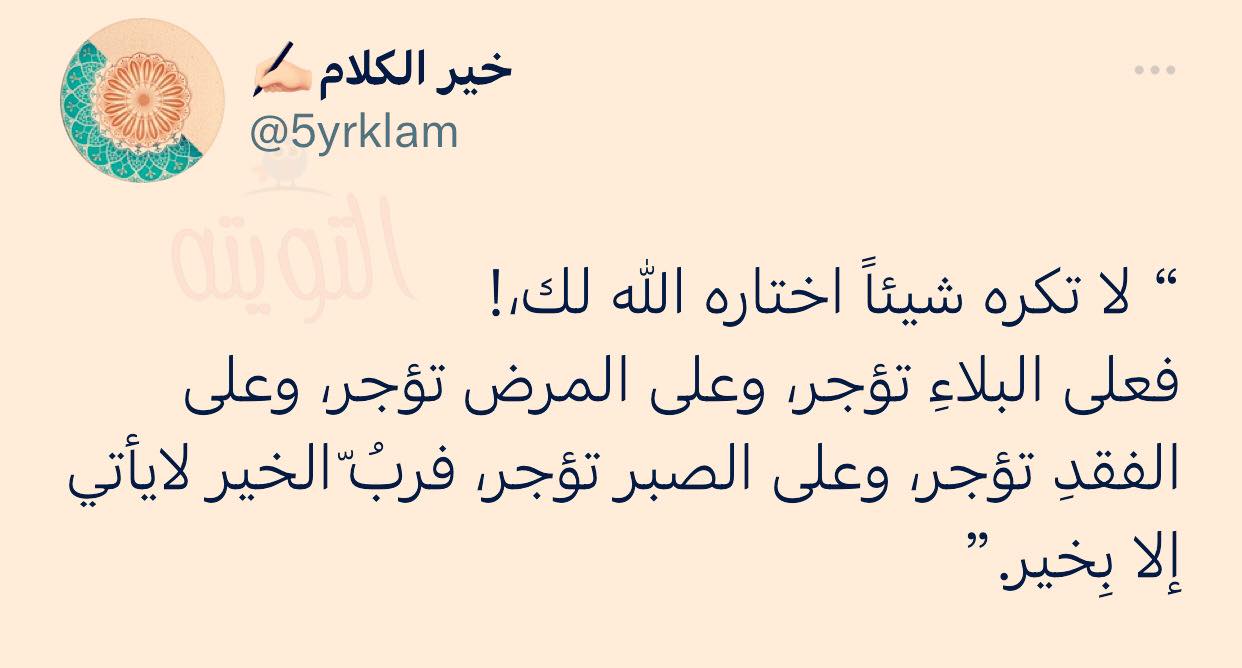 خير الكلام ✍🏻
@5yrklam
التويته
“ لا تكره شيئاً اختاره الله لك،!
فعلى البلاءِ تؤجر، وعلى المرض تؤجر، وعلى
الفقدِ تؤجر، وعلى الصبر تؤجر، فربُ ّالخير لايأتي
إلا بِخير. ”